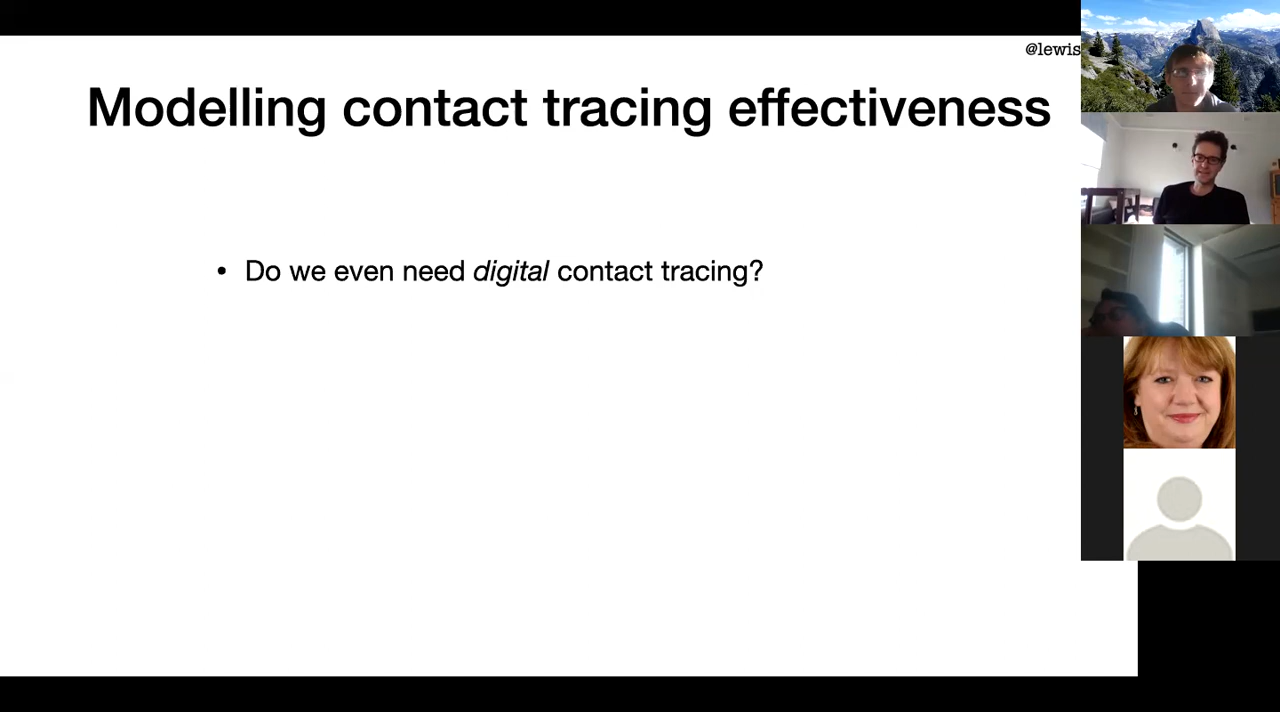 @lewis
Modelling contact tracing effectiveness
• Do we even need digital contact tracing?